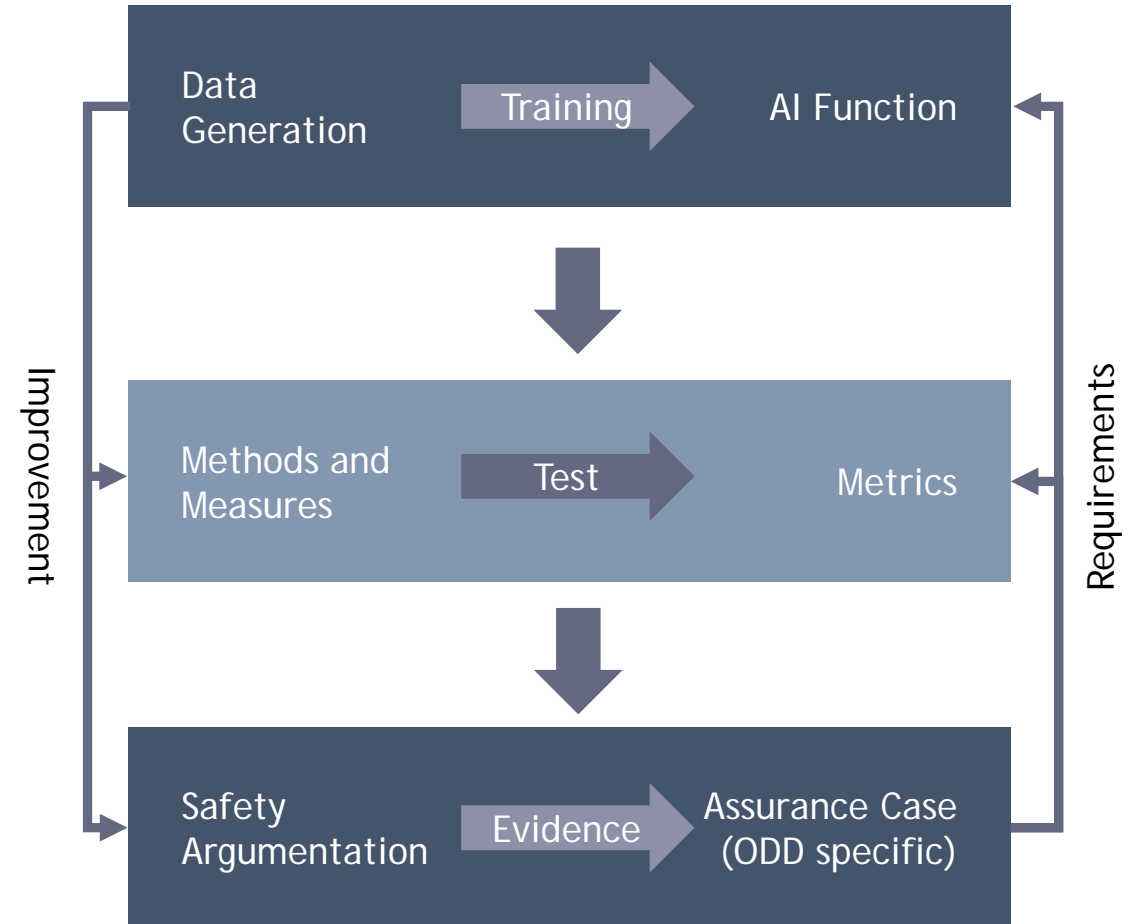 Data
Generation
Training
AI Function
Improvement
Methods and
Measures
Test
Metrics
Requirements
Safety
Argumentation
Evidence
Assurance Case
(ODD specific)